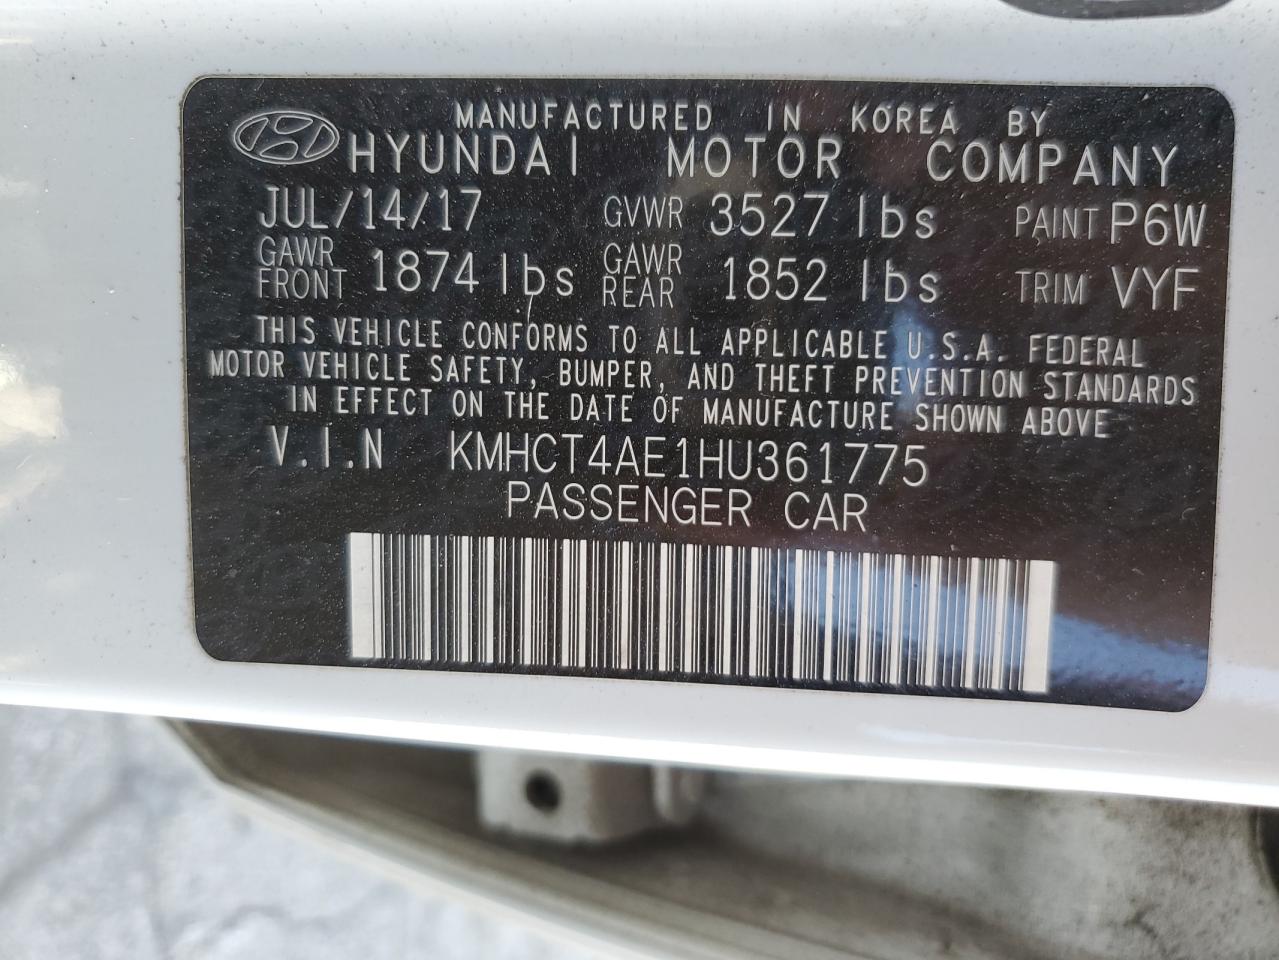 MANUFACTURED IN KOREA BY
HYUNDAI MOTOR COMPANY
JUL/14/17 GVWR 3527 lbs PAINT P6W
GAWR FRONT 1874 lbs GAWR REAR 1852 lbs TRIM VYF
THIS VEHICLE CONFORMS TO ALL APPLICABLE U.S.A. FEDERAL
MOTOR VEHICLE SAFETY, BUMPER, AND THEFT PREVENTION STANDARDS
IN EFFECT ON THE DATE OF MANUFACTURE SHOWN ABOVE
V.I.N KMHCT4AE1HU361775
PASSENGER CAR